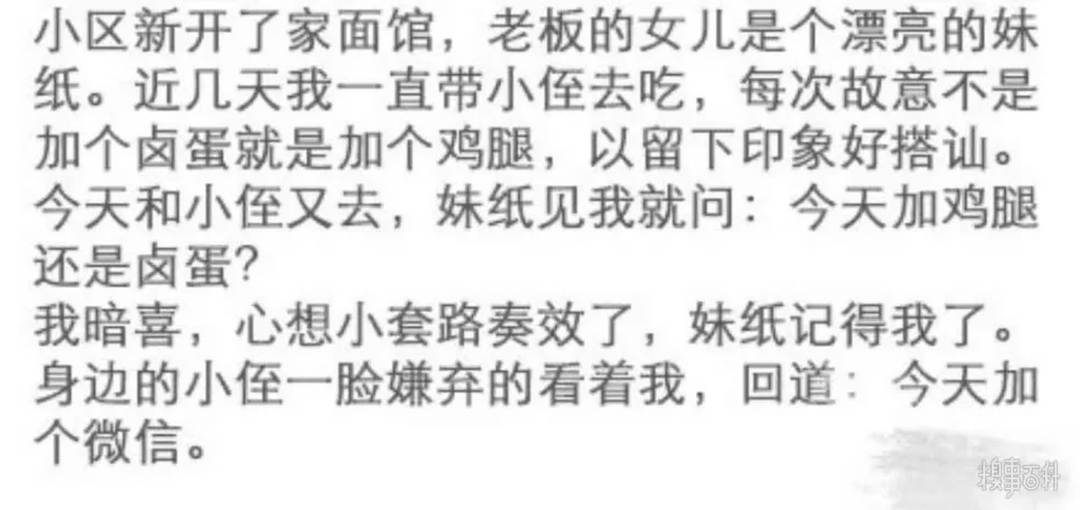 小区新开了家面馆，老板的女儿是个漂亮的妹
纸。近几天我一直带小侄去吃，每次故意不是
加个卤蛋就是加个鸡腿，以留下印象好搭讪。
今天和小侄又去，妹纸见我就问：今天加鸡腿
还是卤蛋？
我暗喜，心想小套路奏效了，妹纸记得我了。
身边的小侄一脸嫌弃的看着我，回道：今天加
个微信。
糗事百科